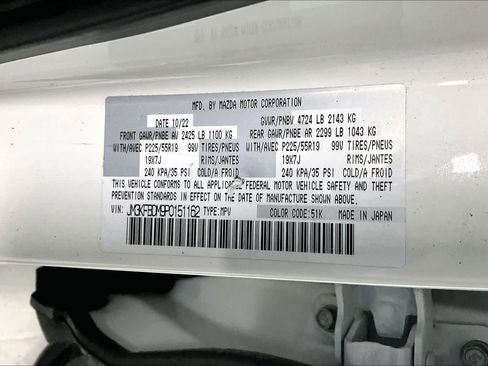 MFD. BY MAZDA MOTOR CORPORATION
DATE 10/22 GVWR/PNBV 4724 LB 2143 KG
FRONT GAWR/PNBE AV 2425 LB 1100 KG REAR GAWR/PNBE AR 2299 LB 1043 KG
WITH/AVEC P225/55R19 99V TIRES/PNEUS WITH/AVEC P225/55R19 99V TIRES/PNEUS
19X7J RIMS/JANTES 19X7J RIMS/JANTES
240 KPA/35 PSI COLD/A FROID 240 KPA/35 PSI COLD/A FROID
THIS VEHICLE CONFORMS TO ALL APPLICABLE FEDERAL MOTOR VEHICLE SAFETY AND THEFT
PREVENTION STANDARDS IN EFFECT ON THE DATE OF MANUFACTURE SHOWN ABOVE.
VIN: JM3KFBDM9P0151162 TYPE:MPV COLOR CODE:51K MADE IN JAPAN